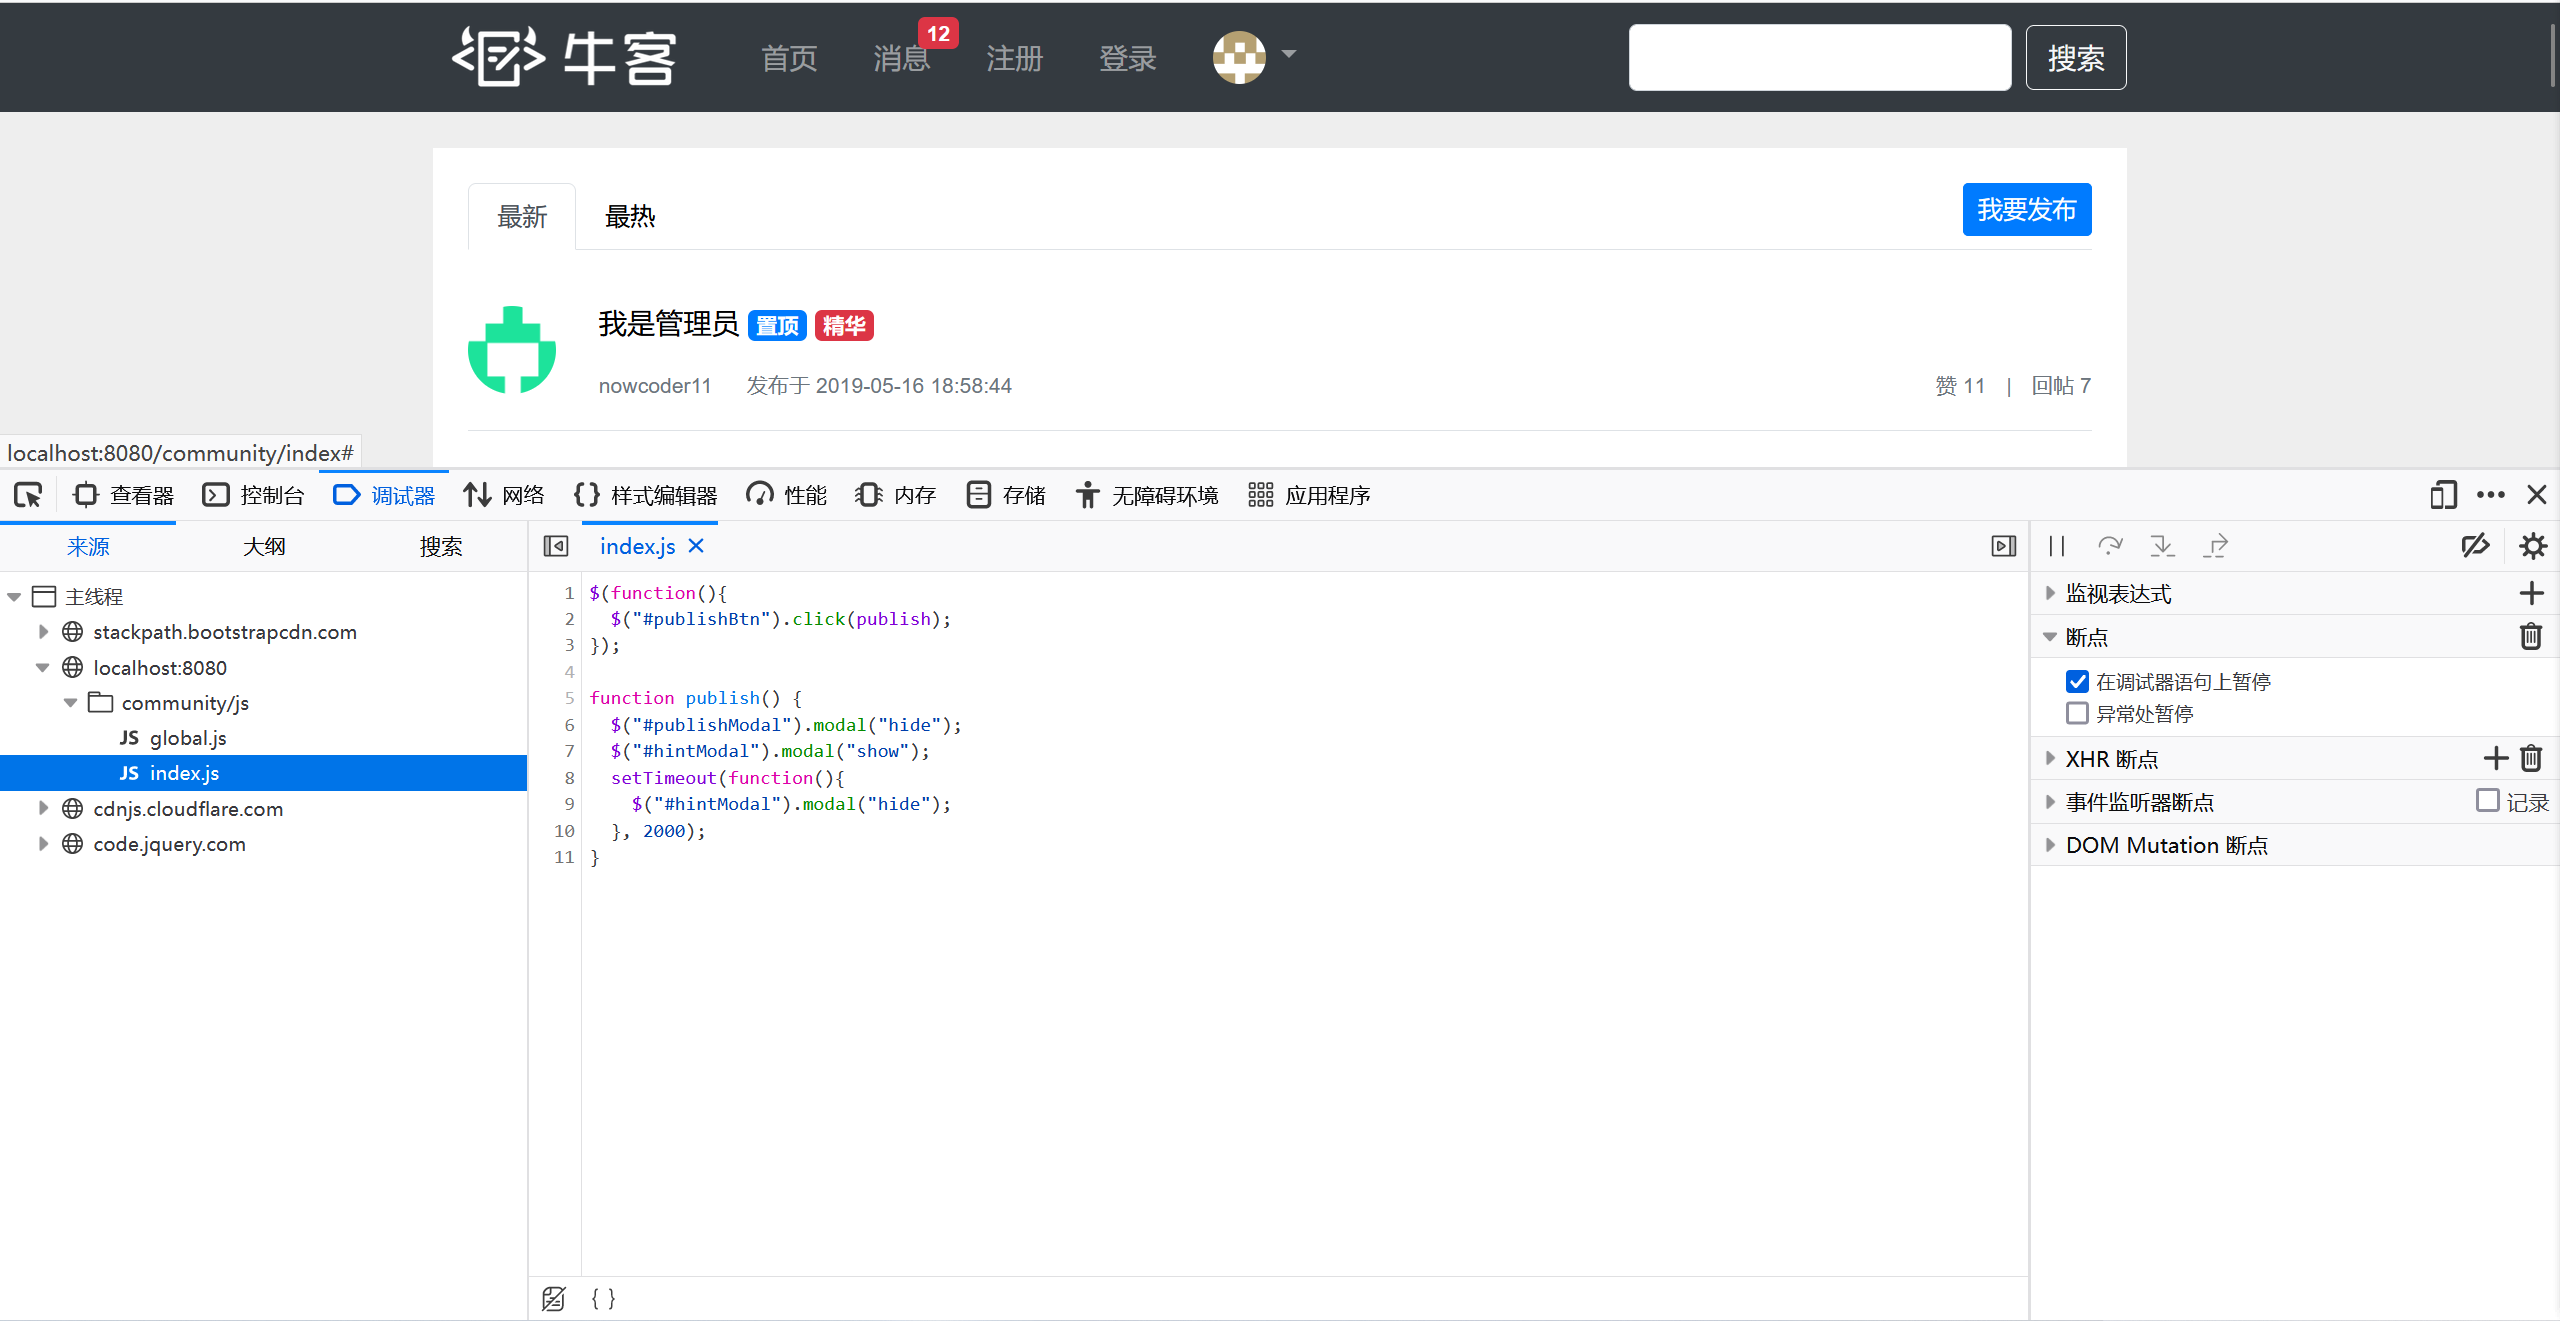 牛客 首页 消息 12 注册 登录 搜索
最新 最热 我要发布
我是管理员 置顶 精华
nowcoder11 发布于 2019-05-16 18:58:44 赞 11 | 回帖 7
localhost:8080/community/index#
查看器 控制台 调试器 网络 {} 样式编辑器 性能 内存 存储 无障碍环境 应用程序
来源 大纲 搜索
主线程
stackpath.bootstrapcdn.com
localhost:8080
community/js
JS global.js
JS index.js
cdnjs.cloudflare.com
code.jquery.com
index.js
1 $(function(){
2   $("#publishBtn").click(publish);
3 });
4
5 function publish() {
6   $("#publishModal").modal("hide");
7   $("#hintModal").modal("show");
8   setTimeout(function(){
9     $("#hintModal").modal("hide");
10   }, 2000);
11 }
{ }
监视表达式
断点
在调试器语句上暂停
异常处暂停
XHR 断点
事件监听器断点 记录
DOM Mutation 断点